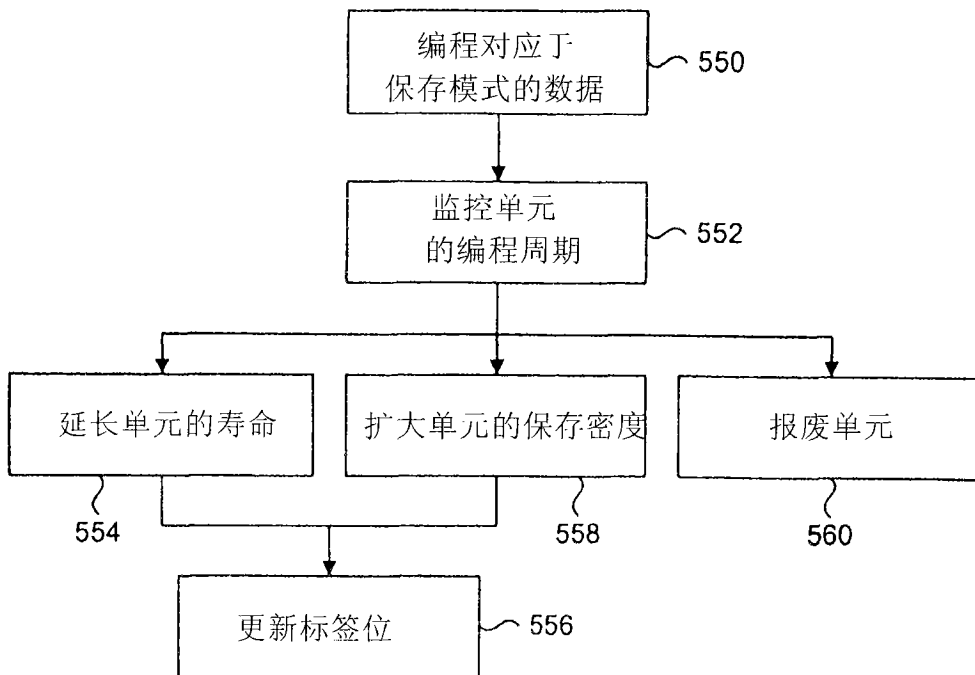 编程对应于
保存模式的数据
550
监控单元
的编程周期
552
延长单元的寿命
扩大单元的保存密度
报废单元
554
558
560
更新标签位
556